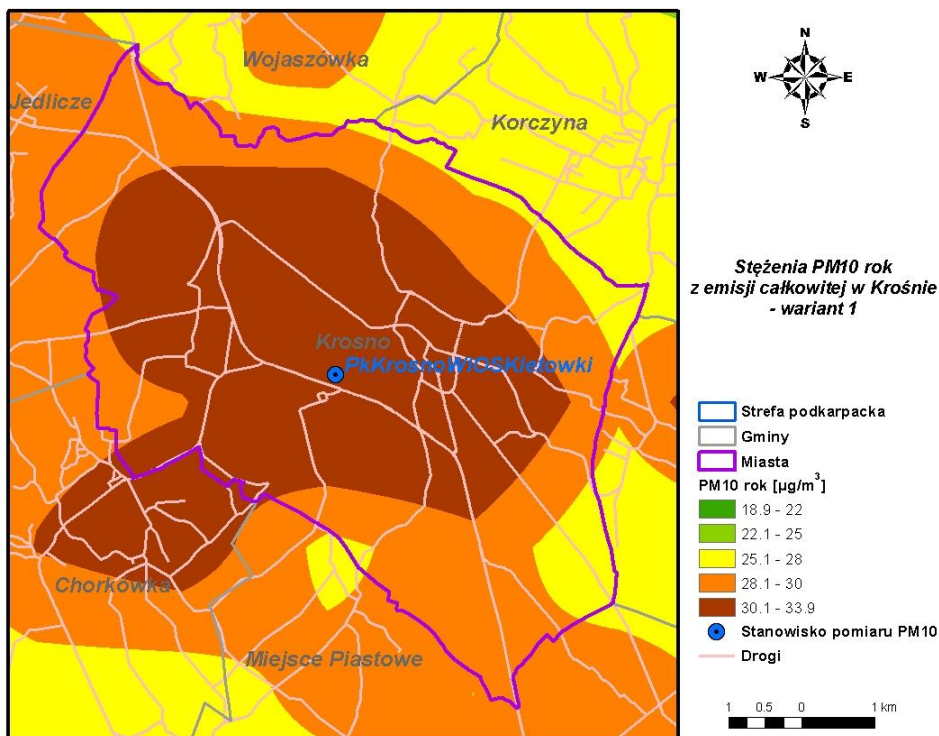 Wojaszówka
Jedlicze
Korczyna
Krosno
PkKrosnoWIOSKletowki
Chorkówka
Miejsce Piastowe
N
W E
S
Stężenia PM10 rok
z emisji całkowitej w Krośnie
- wariant 1
Strefa podkarpacka
Gminy
Miasta
PM10 rok [µg/m³]
18.9 - 22
22.1 - 25
25.1 - 28
28.1 - 30
30.1 - 33.9
Stanowisko pomiaru PM10
Drogi
1 0.5 0 1 km